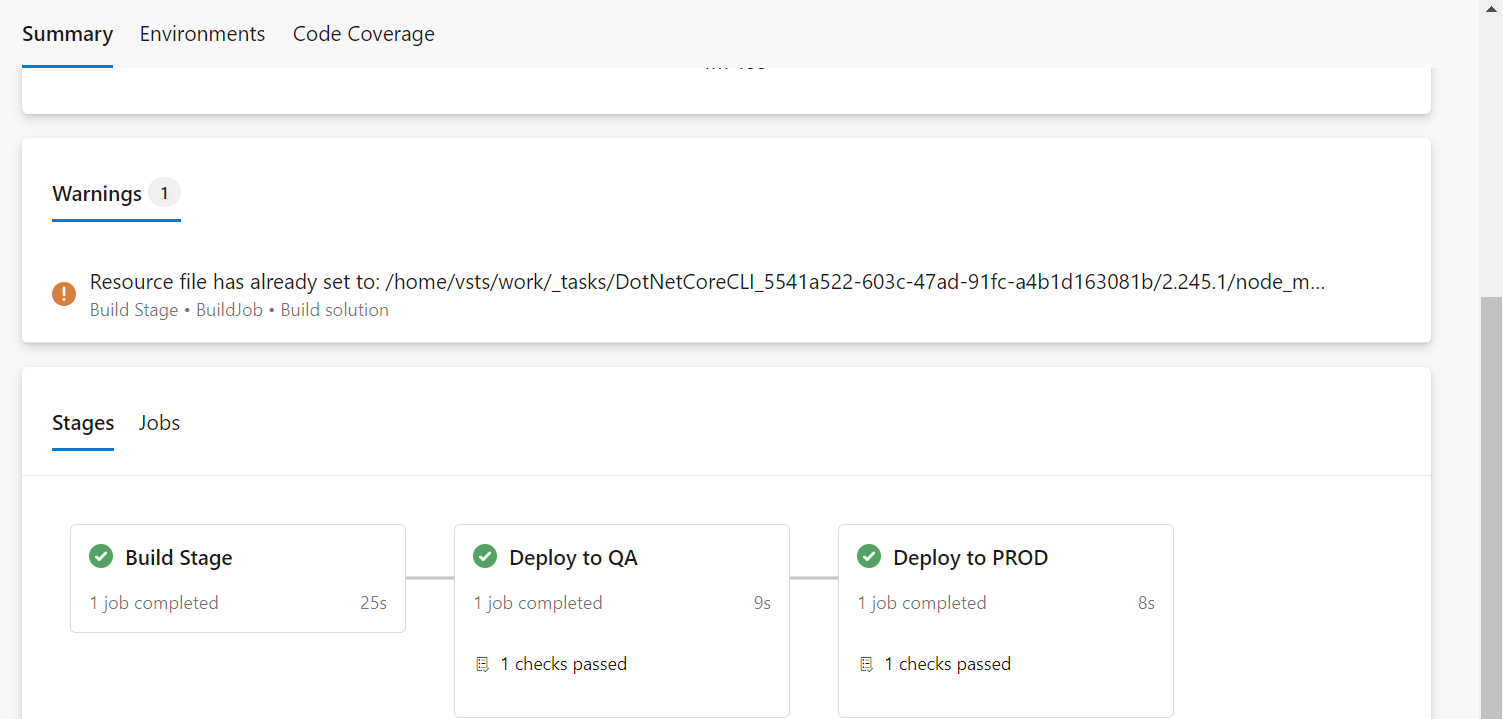 Summary Environments Code Coverage
Warnings 1
Resource file has already set to: /home/vsts/work/_tasks/DotNetCoreCLI_5541a522-603c-47ad-91fc-a4b1d163081b/2.245.1/node_m...
Build Stage • BuildJob • Build solution
Stages Jobs
Build Stage
1 job completed 25s
Deploy to QA
1 job completed 9s
1 checks passed
Deploy to PROD
1 job completed 8s
1 checks passed